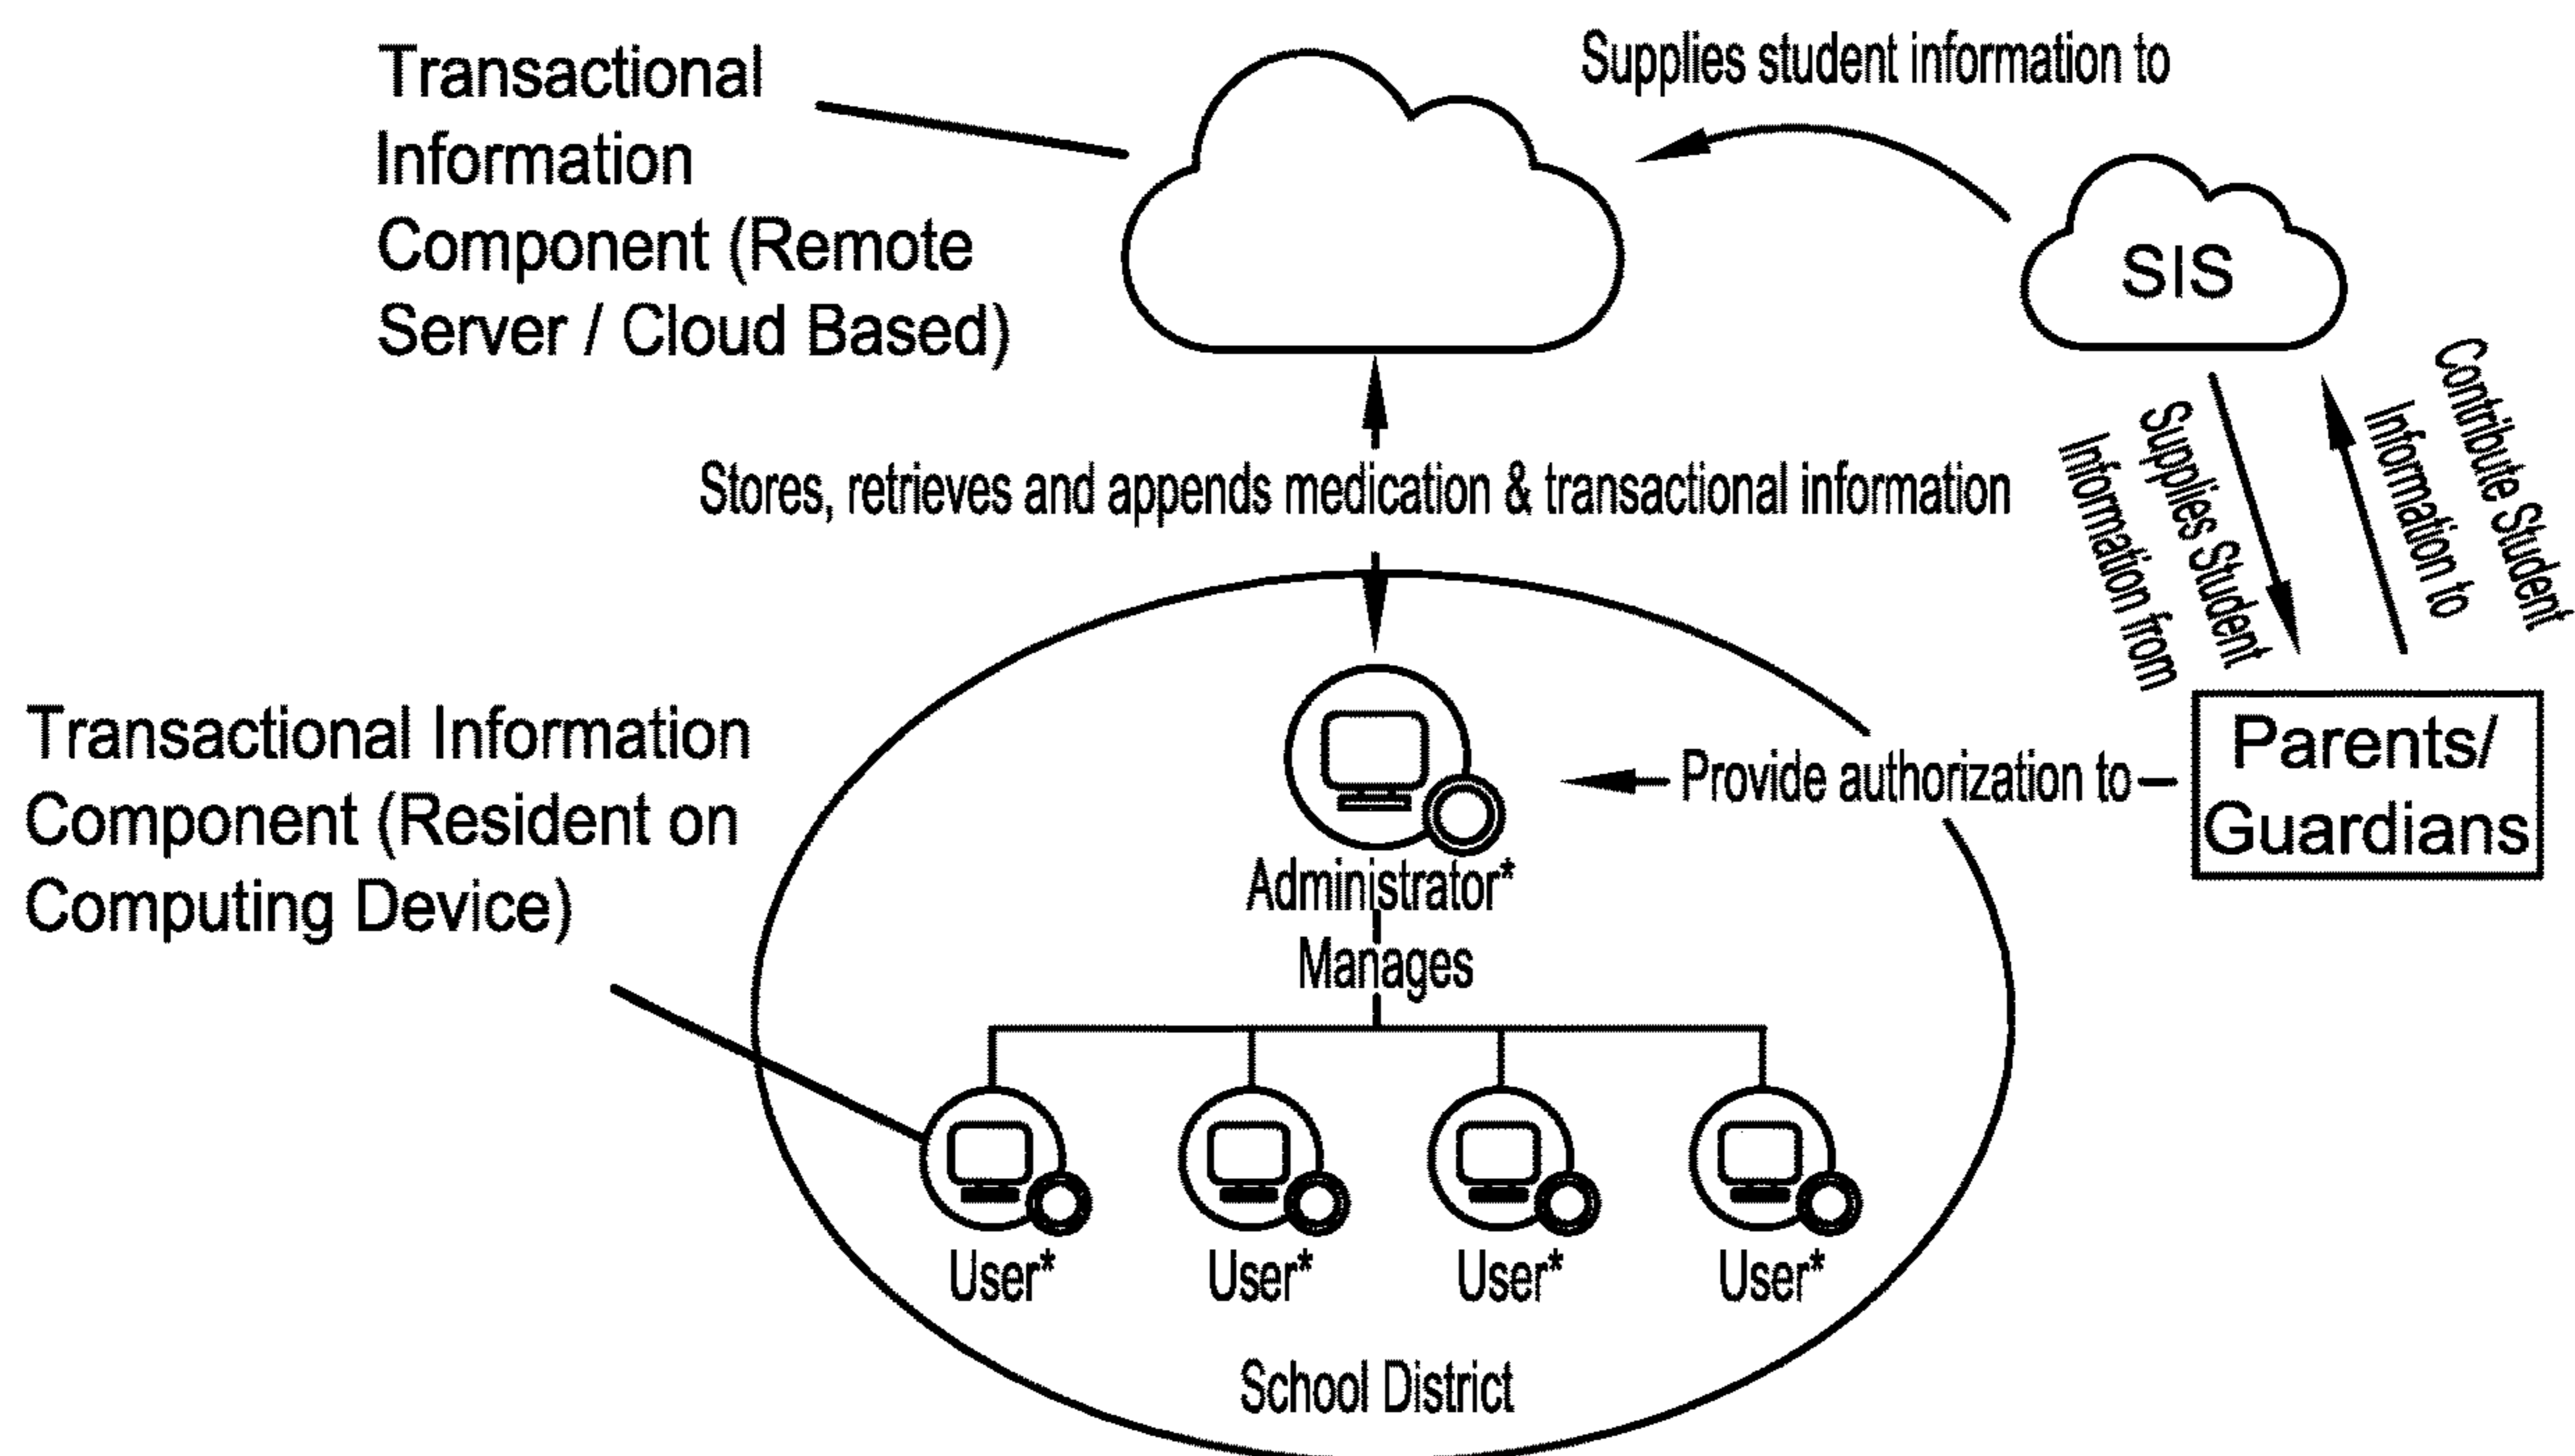 Transactional
Information
Component (Remote
Server / Cloud Based)
Supplies student information to
SIS
Contribute Student
Information to
Supplies Student
Information from
Stores, retrieves and appends medication & transactional information
Transactional Information
Component (Resident on
Computing Device)
Provide authorization to
Parents/
Guardians
Administrator*
Manages
User*
User*
User*
User*
School District